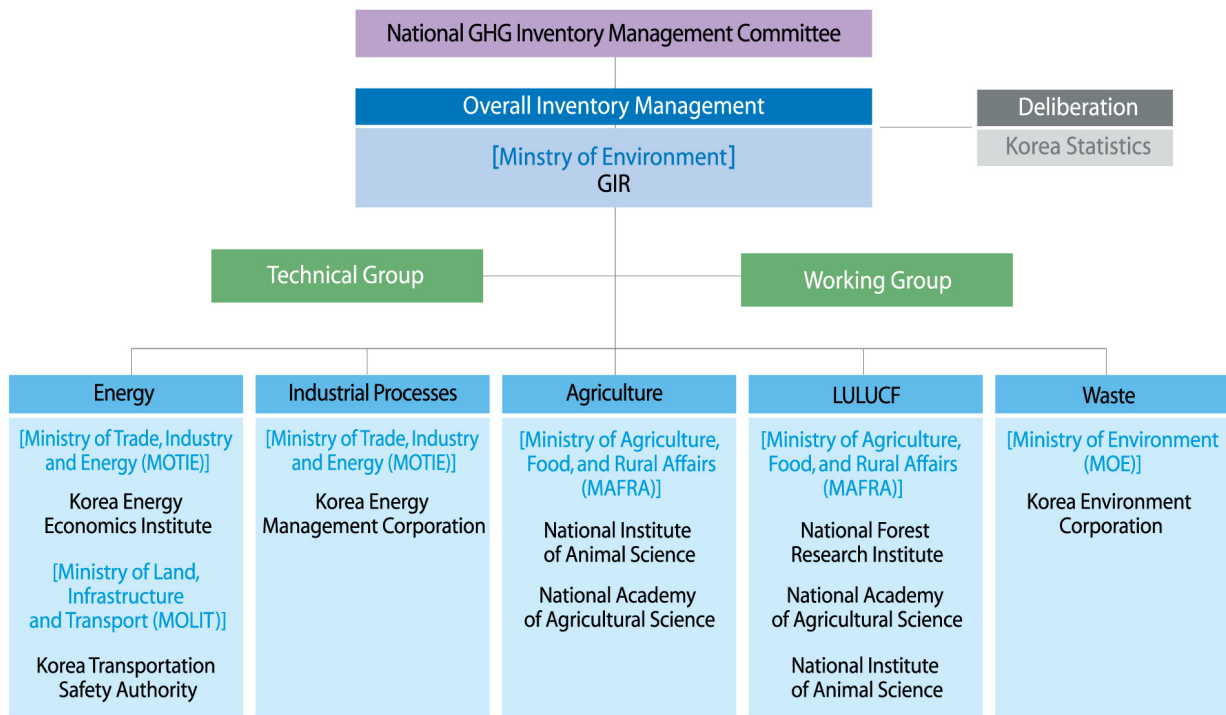 National GHG Inventory Management Committee
Overall Inventory Management
[Minstry of Environment]
GIR
Deliberation
Korea Statistics
Technical Group
Working Group
Energy
[Ministry of Trade, Industry
and Energy (MOTIE)]
Korea Energy
Economics Institute
[Ministry of Land,
Infrastructure
and Transport (MOLIT)]
Korea Transportation
Safety Authority
Industrial Processes
[Ministry of Trade, Industry
and Energy (MOTIE)]
Korea Energy
Management Corporation
Agriculture
[Ministry of Agriculture,
Food, and Rural Affairs
(MAFRA)]
National Institute
of Animal Science
National Academy
of Agricultural Science
LULUCF
[Ministry of Agriculture,
Food, and Rural Affairs
(MAFRA)]
National Forest
Research Institute
National Academy
of Agricultural Science
National Institute
of Animal Science
Waste
[Ministry of Environment
(MOE)]
Korea Environment
Corporation